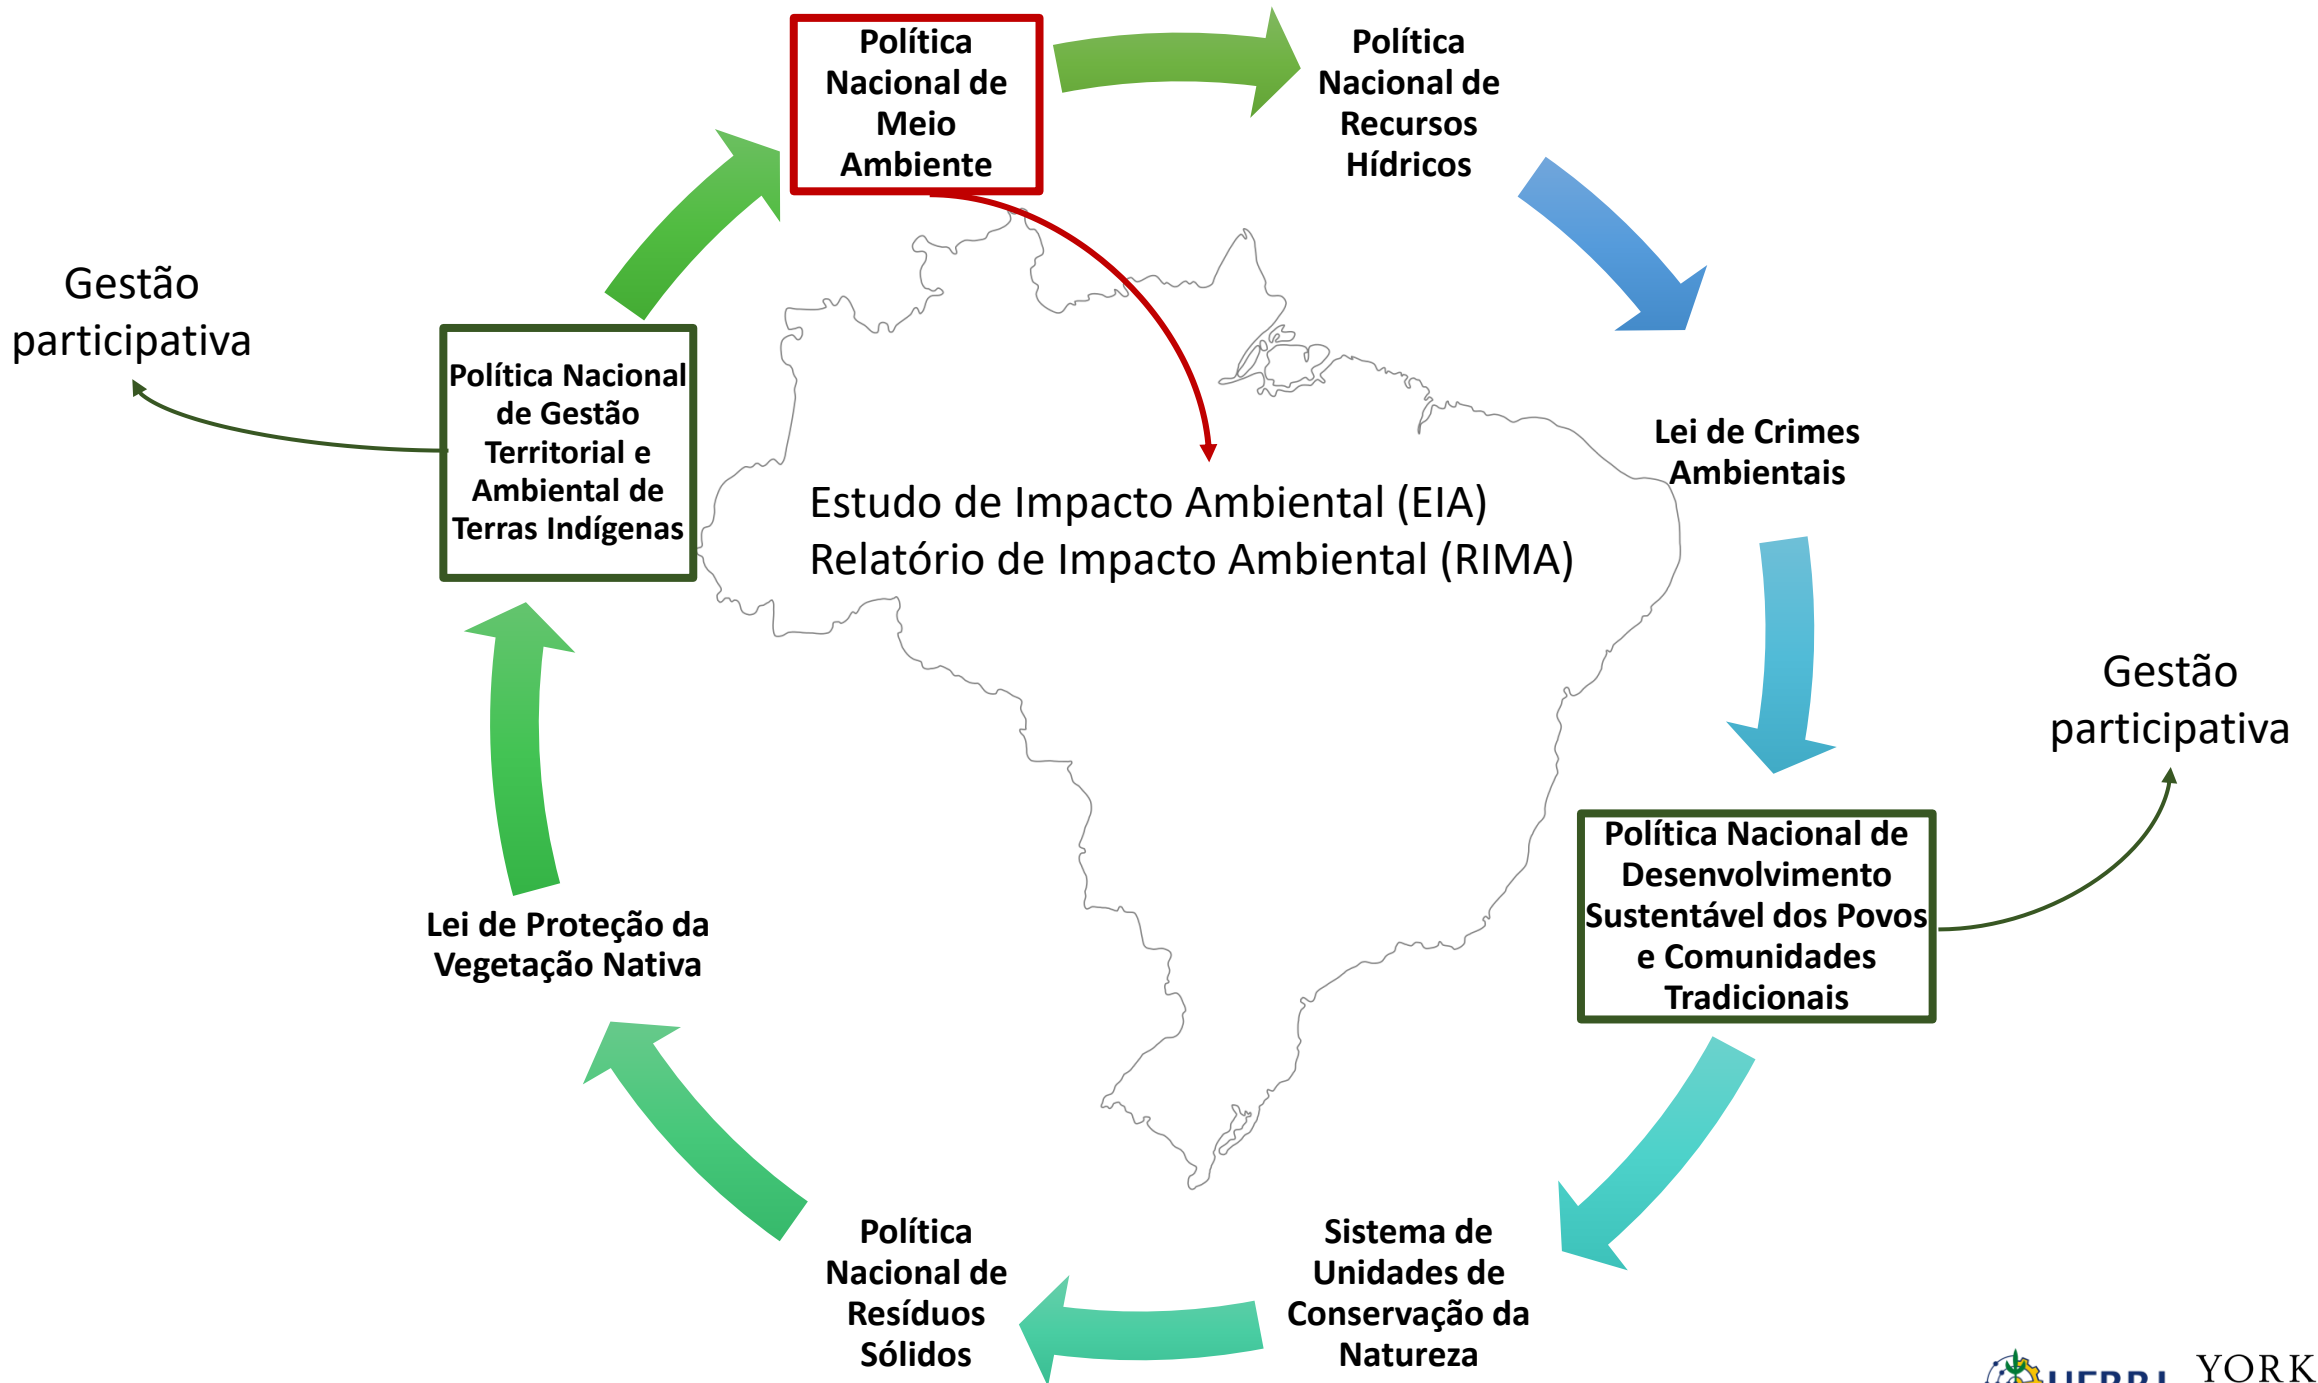 Política
Nacional de
Meio
Ambiente
Política
Nacional de
Recursos
Hídricos
Gestão
participativa
Política Nacional
de Gestão
Territorial e
Ambiental de
Terras Indígenas
Lei de Crimes
Ambientais
Estudo de Impacto Ambiental (EIA)
Relatório de Impacto Ambiental (RIMA)
Gestão
participativa
Política Nacional de
Desenvolvimento
Sustentável dos Povos
e Comunidades
Tradicionais
Lei de Proteção da
Vegetação Nativa
Sistema de
Unidades de
Conservação da
Natureza
Política
Nacional de
Resíduos
Sólidos
YORK